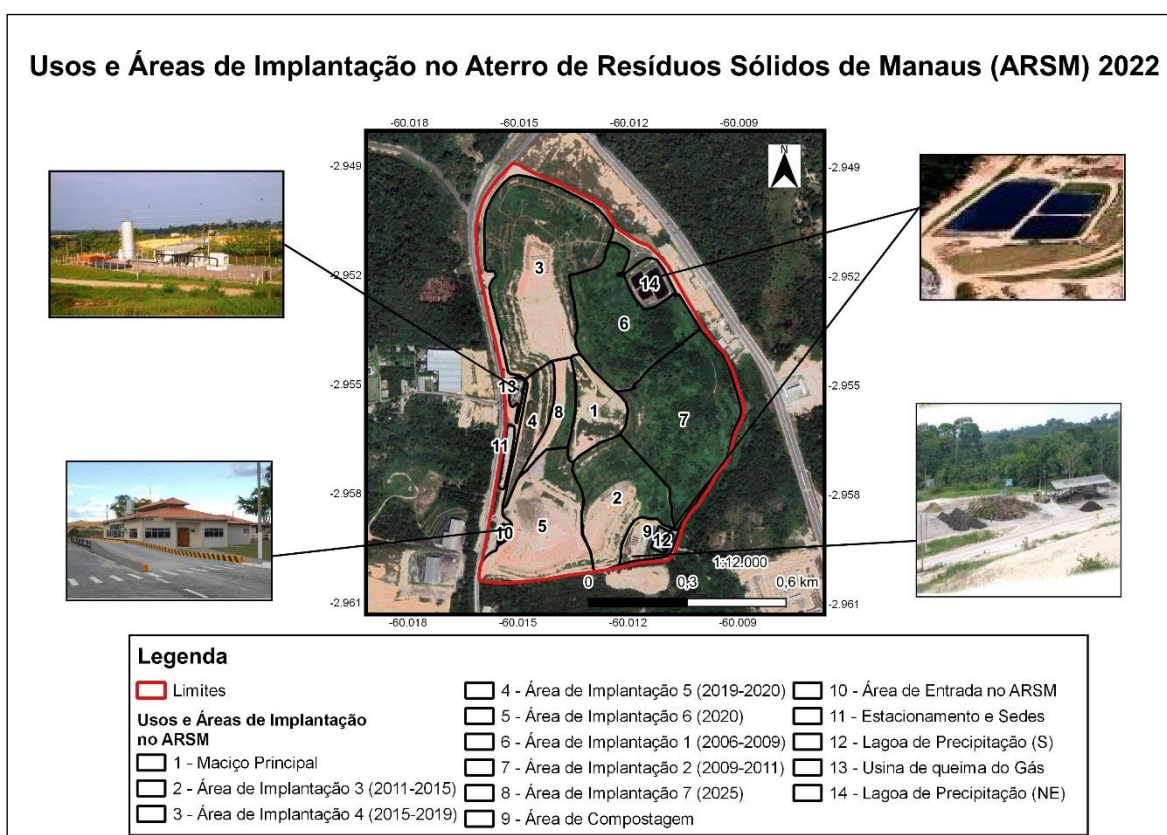 Usos e Áreas de Implantação no Aterro de Resíduos Sólidos de Manaus (ARSM) 2022
-60.018 -60.015 -60.012 -60.009
-2.949 -2.949
N
3
-2.952 -2.952
14
6
-2.955 -2.955
13
4
8
1
7
11
-2.958 -2.958
2
5
10
9
12
1:12.000
0 0,3 0,6 km
-2.961 -2.961
-60.018 -60.015 -60.012 -60.009
Legenda
Limites
Usos e Áreas de Implantação
no ARSM
1 - Maciço Principal
2 - Área de Implantação 3 (2011-2015)
3 - Área de Implantação 4 (2015-2019)
4 - Área de Implantação 5 (2019-2020)
5 - Área de Implantação 6 (2020)
6 - Área de Implantação 1 (2006-2009)
7 - Área de Implantação 2 (2009-2011)
8 - Área de Implantação 7 (2025)
9 - Área de Compostagem
10 - Área de Entrada no ARSM
11 - Estacionamento e Sedes
12 - Lagoa de Precipitação (S)
13 - Usina de queima do Gás
14 - Lagoa de Precipitação (NE)